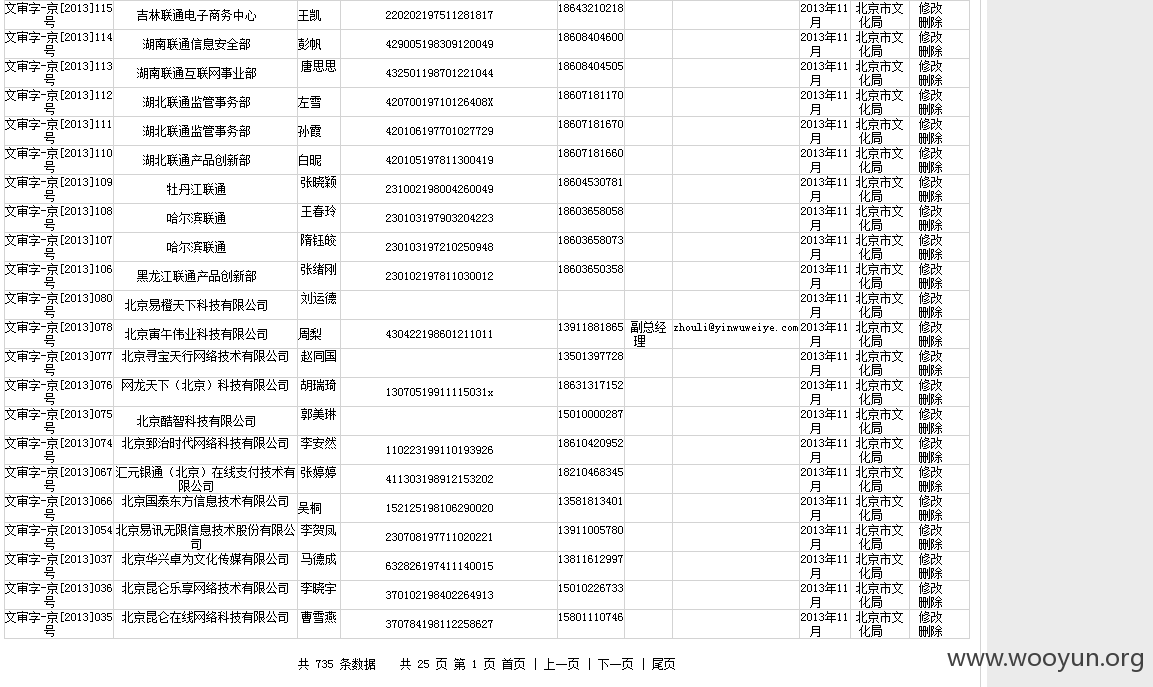 文审字-京[2013]115号 吉林联通电子商务中心 王凯 220202197511281817 18643210218 2013年11月 北京市文化局 修改 删除
文审字-京[2013]114号 湖南联通信息安全部 彭帆 429005198309120049 18608404600 2013年11月 北京市文化局 修改 删除
文审字-京[2013]113号 湖南联通互联网事业部 唐思思 432501198701221044 18608404505 2013年11月 北京市文化局 修改 删除
文审字-京[2013]112号 湖北联通监管事务部 左雪 42070019710126408X 18607181170 2013年11月 北京市文化局 修改 删除
文审字-京[2013]111号 湖北联通监管事务部 孙霞 420106197701027729 18607181670 2013年11月 北京市文化局 修改 删除
文审字-京[2013]110号 湖北联通产品创新部 白昵 420105197811300419 18607181660 2013年11月 北京市文化局 修改 删除
文审字-京[2013]109号 牡丹江联通 张晓颖 231002198004260049 18604530781 2013年11月 北京市文化局 修改 删除
文审字-京[2013]108号 哈尔滨联通 王春玲 230103197903204223 18603658058 2013年11月 北京市文化局 修改 删除
文审字-京[2013]107号 哈尔滨联通 隋钰皎 230103197210250948 18603658073 2013年11月 北京市文化局 修改 删除
文审字-京[2013]106号 黑龙江联通产品创新部 张绪刚 230102197811030012 18603650358 2013年11月 北京市文化局 修改 删除
文审字-京[2013]080号 北京易橙天下科技有限公司 刘运德 2013年11月 北京市文化局 修改 删除
文审字-京[2013]078号 北京寅午伟业科技有限公司 周梨 430422198601211011 13911881865 副总经理 zhouli@yinwuweiye.com 2013年11月 北京市文化局 修改 删除
文审字-京[2013]077号 北京寻宝天行网络技术有限公司 赵同国 13501397728 2013年11月 北京市文化局 修改 删除
文审字-京[2013]076号 网龙天下（北京）科技有限公司 胡瑞琦 13070519911115031x 18631317152 2013年11月 北京市文化局 修改 删除
文审字-京[2013]075号 北京酷智科技有限公司 郭美琳 15010000287 2013年11月 北京市文化局 修改 删除
文审字-京[2013]074号 北京郅治时代网络科技有限公司 李安然 110223199110193926 18610420952 2013年11月 北京市文化局 修改 删除
文审字-京[2013]067号 汇元银通（北京）在线支付技术有限公司 张婷婷 411303198912153202 18210468345 2013年11月 北京市文化局 修改 删除
文审字-京[2013]066号 北京国泰东方信息技术有限公司 吴桐 152125198106290020 13581813401 2013年11月 北京市文化局 修改 删除
文审字-京[2013]054号 北京易讯无限信息技术股份有限公司 李贺凤 230708197711020221 13911005780 2013年11月 北京市文化局 修改 删除
文审字-京[2013]037号 北京华兴卓为文化传媒有限公司 马德成 632826197411140015 13811612997 2013年11月 北京市文化局 修改 删除
文审字-京[2013]036号 北京昆仑乐享网络技术有限公司 李晓宇 370102198402264913 15010226733 2013年11月 北京市文化局 修改 删除
文审字-京[2013]035号 北京昆仑在线网络科技有限公司 曹雪燕 370784198112258627 15801110746 2013年11月 北京市文化局 修改 删除
共 735 条数据 共 25 页 第 1 页 首页 | 上一页 | 下一页 | 尾页
www.wooyun.org